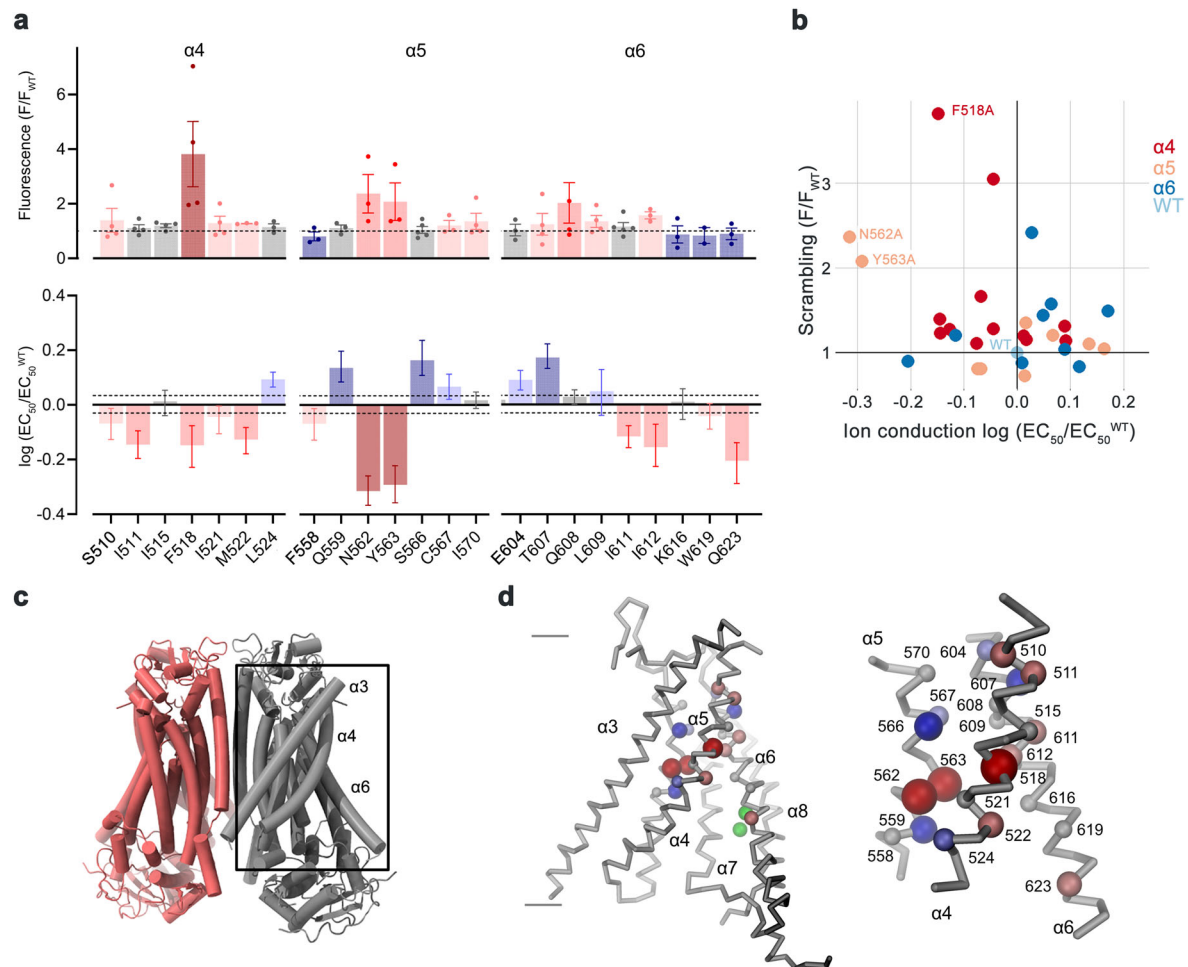 a
α4
α5
α6
Fluorescence (F/F_WT)
6
4
2
0
log (EC₅₀/EC₅₀^WT)
0.4
0.2
0.0
-0.2
-0.4
S510
I511
I515
F518
I521
M522
L524
F558
Q559
N562
Y563
S566
C567
I570
E604
T607
Q608
L609
I611
I612
K616
W619
Q623
b
Scrambling (F/F_WT)
3
2
1
F518A
N562A
Y563A
WT
α4
α5
α6
WT
-0.3
-0.2
-0.1
0.0
0.1
0.2
Ion conduction log (EC₅₀/EC₅₀^WT)
c
α3
α4
α6
d
α3
α5
α6
α4
α7
α8
α5
570
604
510
511
607
567
608
515
566
609
611
612
563
518
562
521
616
559
619
558
524
522
623
α4
α6